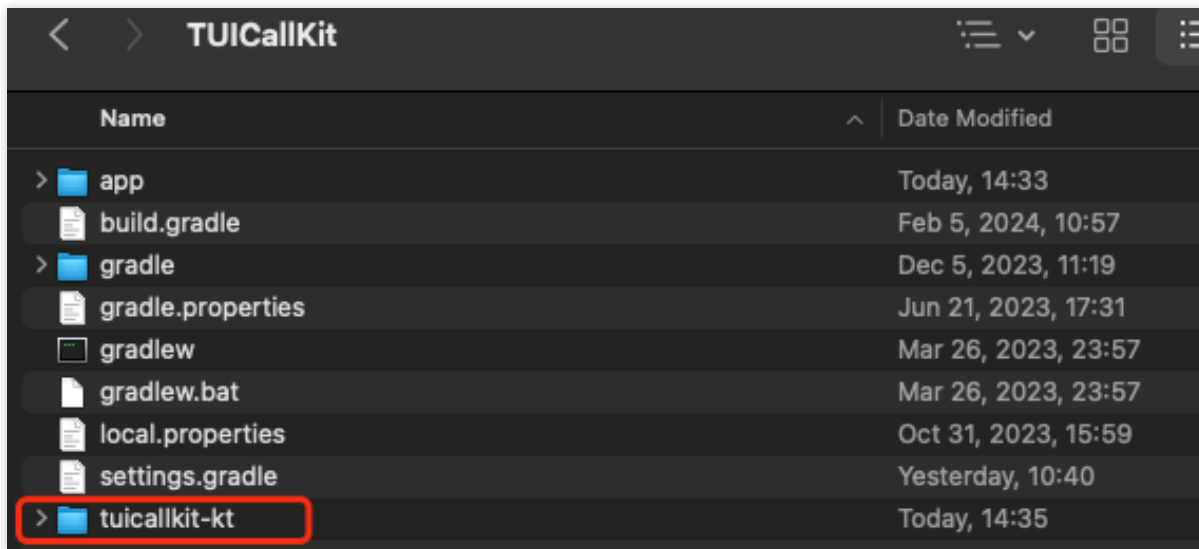 TUICallKit
Name Date Modified
app Today, 14:33
build.gradle Feb 5, 2024, 10:57
gradle Dec 5, 2023, 11:19
gradle.properties Jun 21, 2023, 17:31
gradlew Mar 26, 2023, 23:57
gradlew.bat Mar 26, 2023, 23:57
local.properties Oct 31, 2023, 15:59
settings.gradle Yesterday, 10:40
tuicallkit-kt Today, 14:35